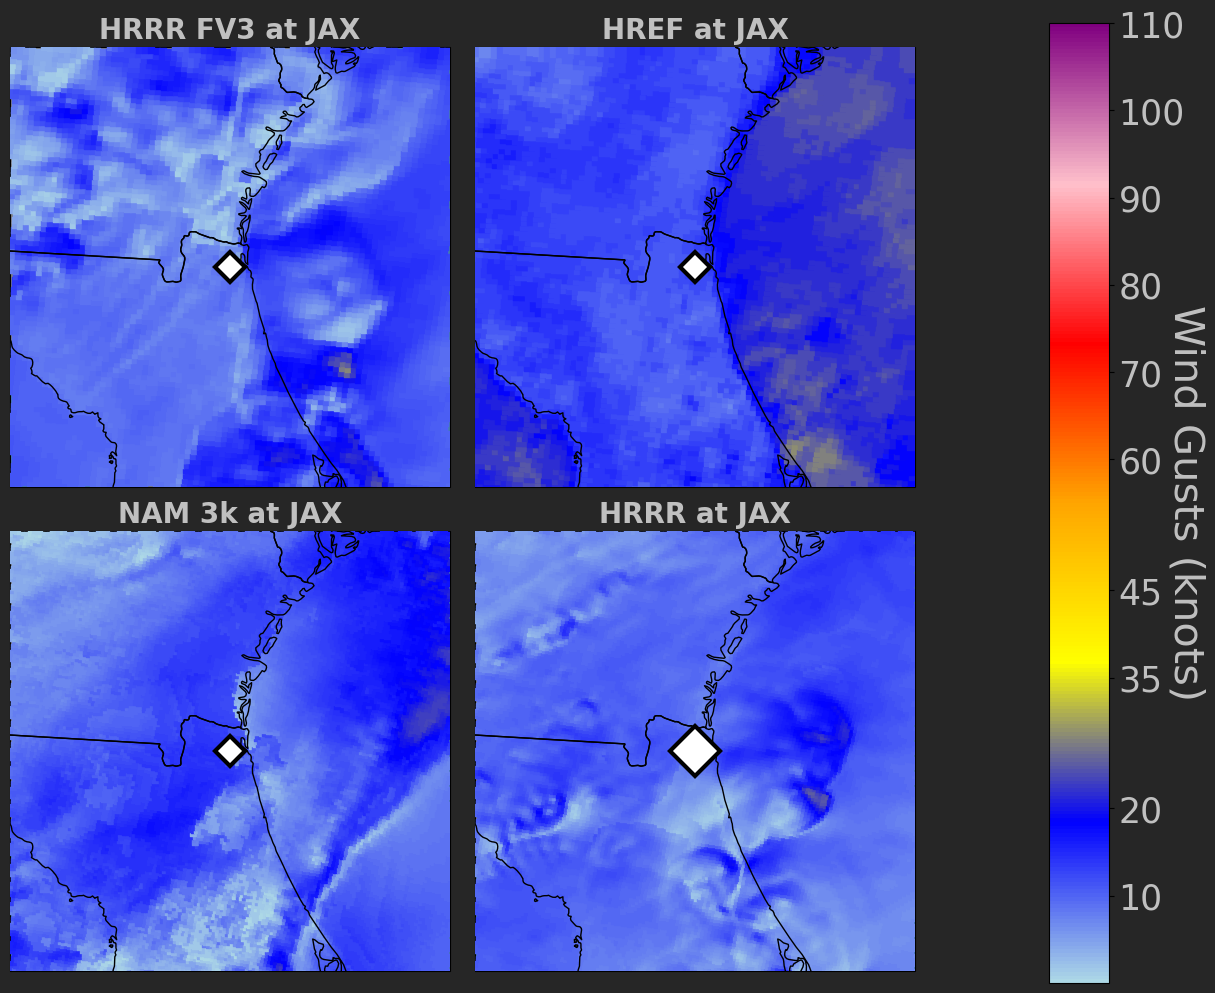 HRRR FV3 at JAX
HREF at JAX
NAM 3k at JAX
HRRR at JAX
110
100
90
80
70
60
45
35
20
10
Wind Gusts (knots)